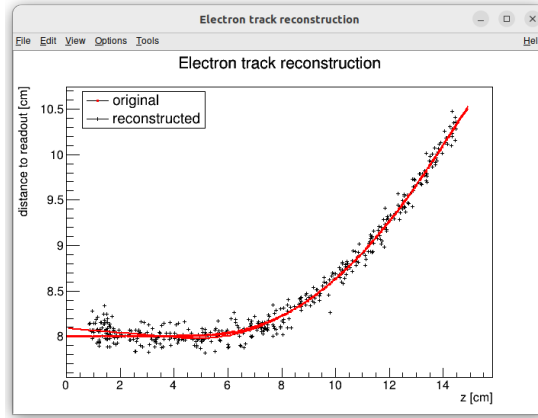 Electron track reconstruction
File Edit View Options Tools Hel
Electron track reconstruction
distance to readout [cm]
original
reconstructed
10.5
10
9.5
9
8.5
8
0 2 4 6 8 10 12 14
z [cm]